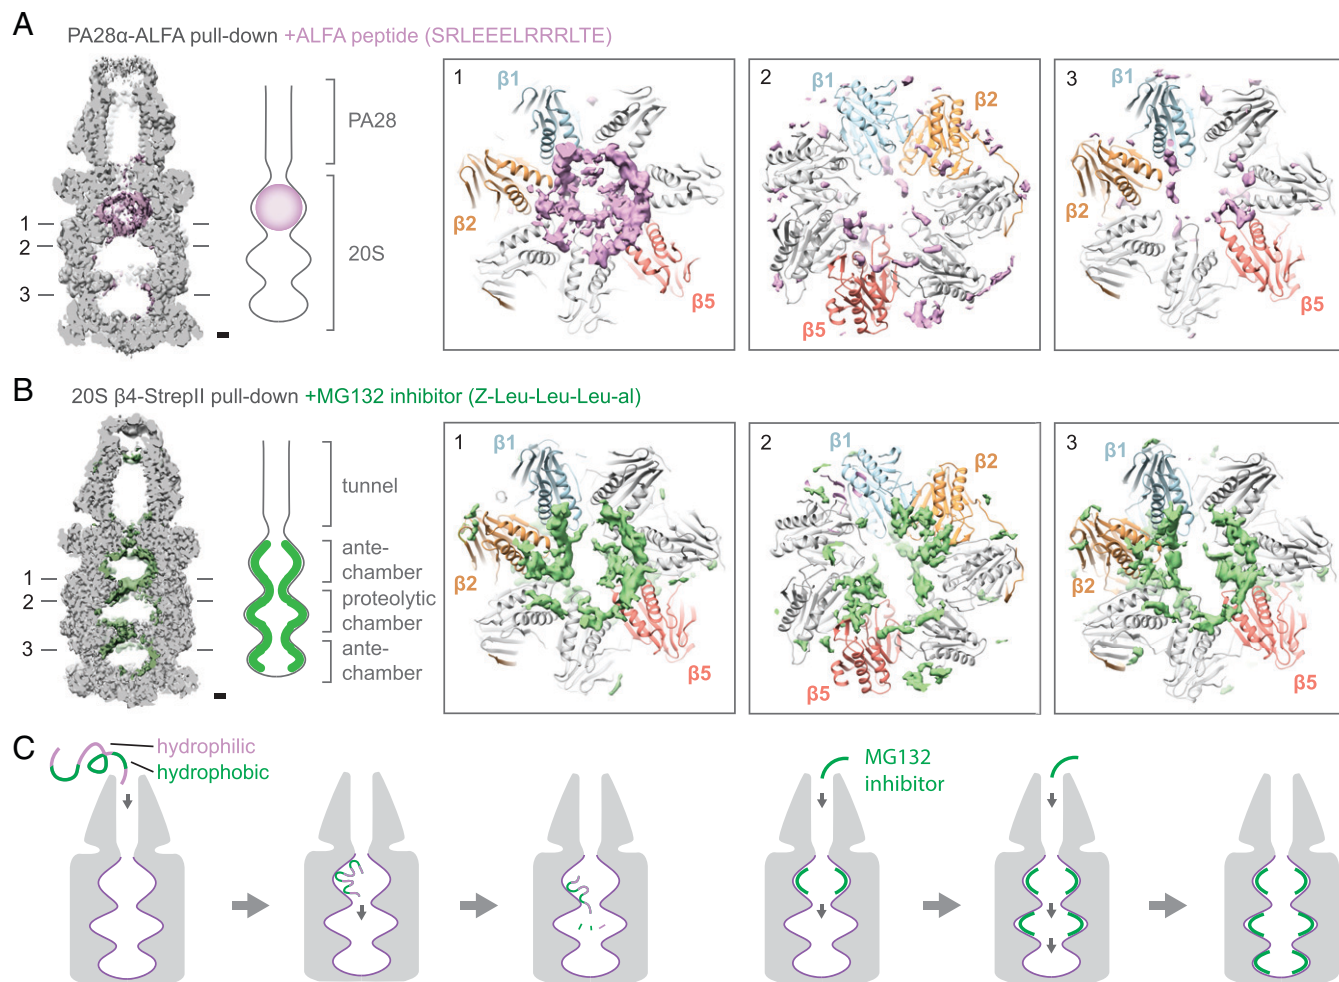 A
PA28α-ALFA pull-down +ALFA peptide (SRLEEELRRRLTE)
PA28
20S
1
2
3
1
β1
β2
β5
2
β1
β2
β5
3
β1
β2
β5
B
20S β4-StrepII pull-down +MG132 inhibitor (Z-Leu-Leu-Leu-al)
tunnel
ante-
chamber
proteolytic
chamber
ante-
chamber
1
2
3
1
β1
β2
β5
2
β1
β2
β5
3
β1
β2
β5
C
hydrophilic
hydrophobic
MG132
inhibitor